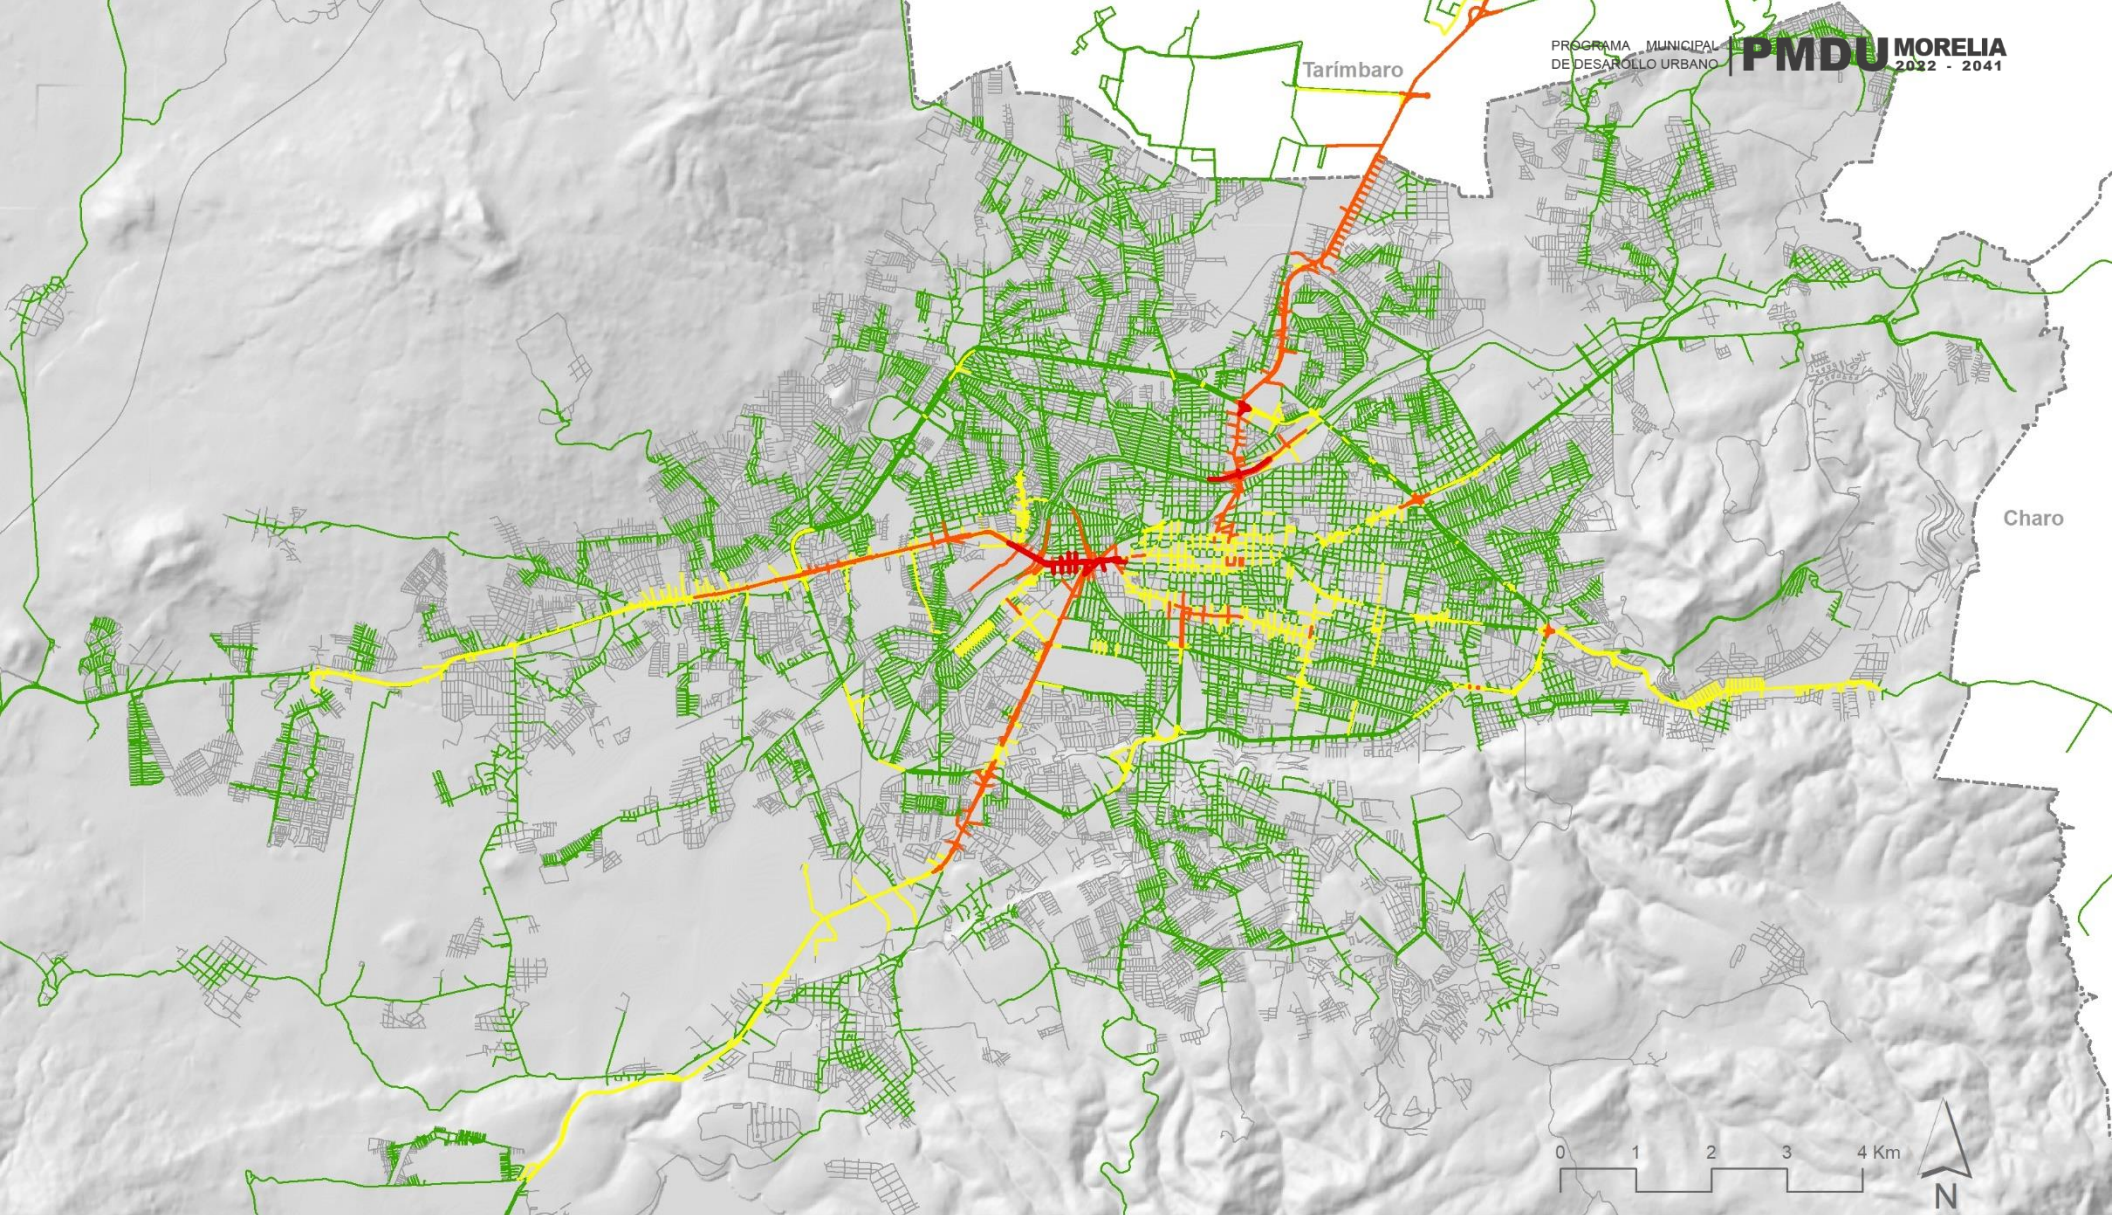 PROGRAMA MUNICIPAL
DE DESAROLLO URBANO
PMDU MORELIA
2022 - 2041
Tarímbaro
Charo
0 1 2 3 4 Km
N